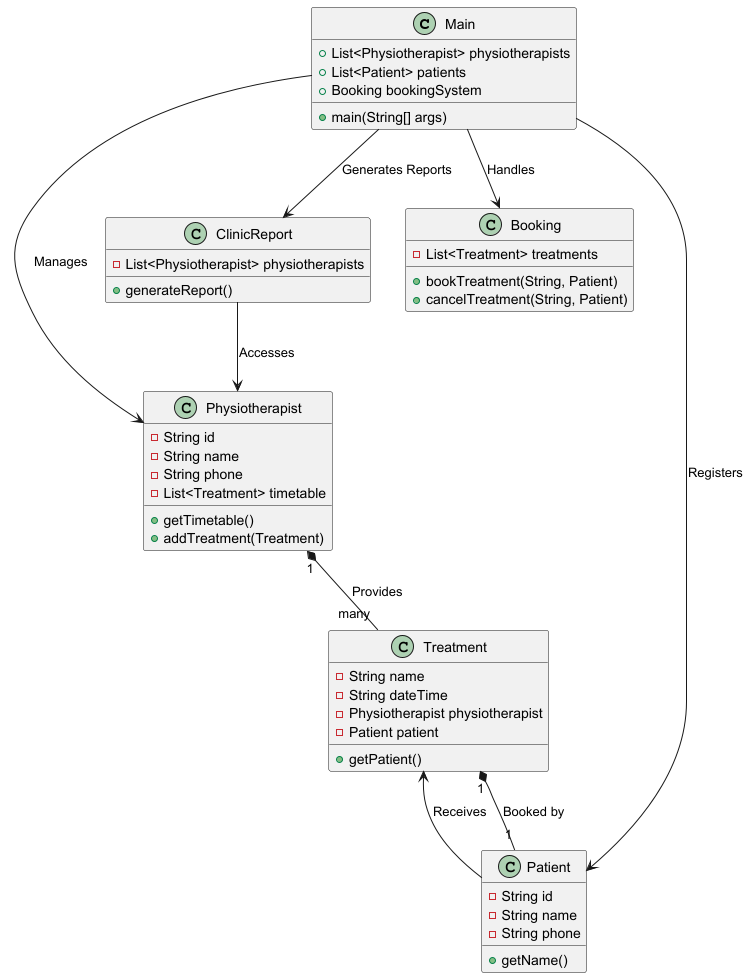 C Main
List<Physiotherapist> physiotherapists
List<Patient> patients
Booking bookingSystem
main(String[] args)
Generates Reports
Handles
C ClinicReport
List<Physiotherapist> physiotherapists
generateReport()
C Booking
List<Treatment> treatments
bookTreatment(String, Patient)
cancelTreatment(String, Patient)
Manages
Accesses
C Physiotherapist
String id
String name
String phone
List<Treatment> timetable
getTimetable()
addTreatment(Treatment)
Registers
1
Provides
many
C Treatment
String name
String dateTime
Physiotherapist physiotherapist
Patient patient
getPatient()
1
Receives
Booked by
1
C Patient
String id
String name
String phone
getName()